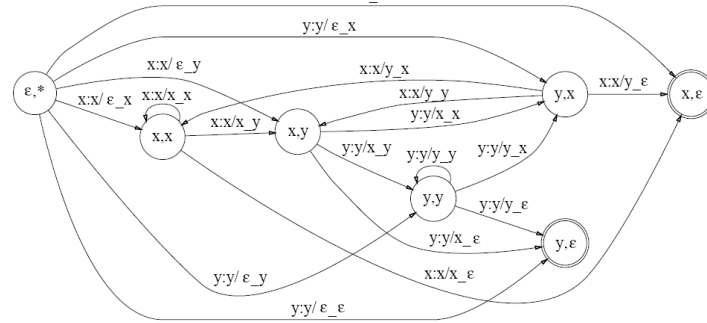 _
y:y/ ε_x
x:x/ ε_y
x:x/y_x
ε,*
x:x/ ε_x
x:x/x_x
x:x/y_y
y,x
x:x/y_ε
x,ε
x,x
x:x/x_y
x,y
y:y/x_x
y:y/x_y
y:y/y_y
y:y/y_x
y,y
y:y/y_ε
y:y/x_ε
y,ε
y:y/ ε_y
x:x/x_ε
y:y/ ε_ε